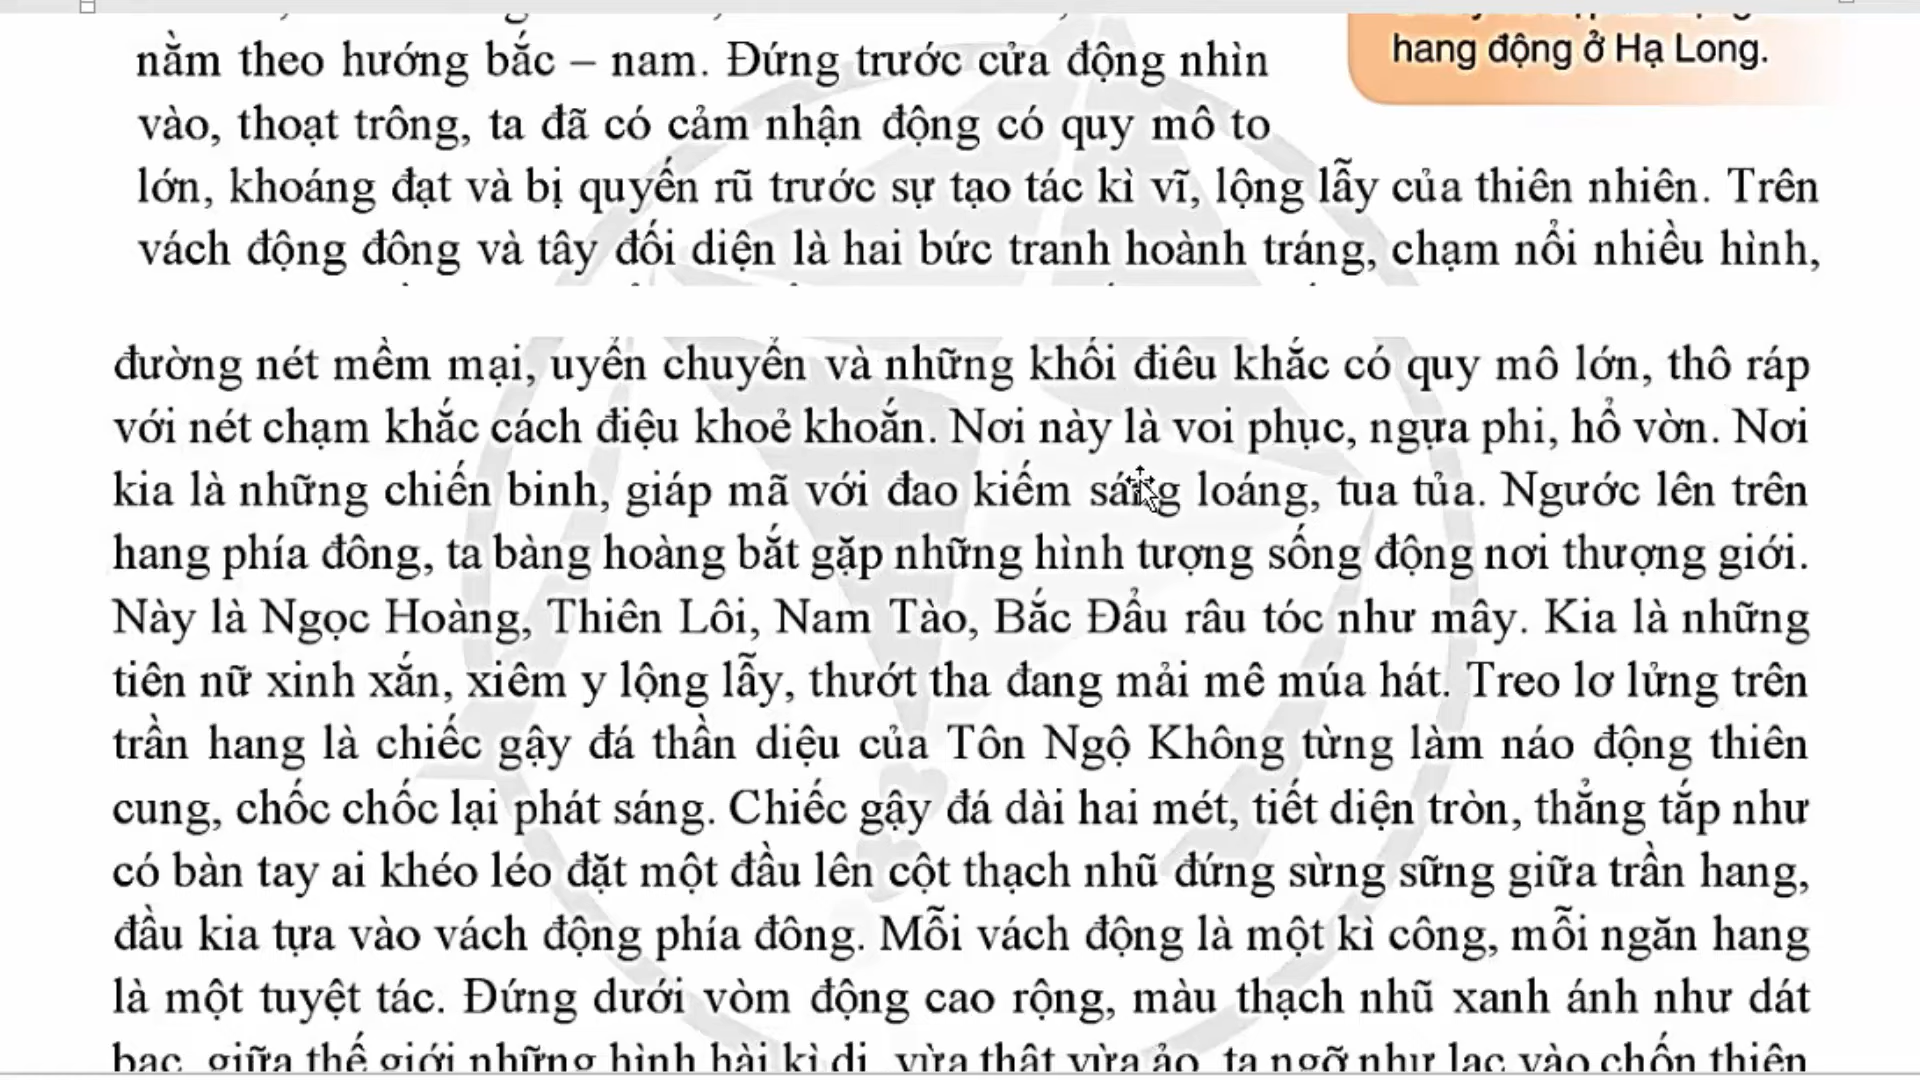 hang động ở Hạ Long.
nằm theo hướng bắc – nam. Đứng trước cửa động nhìn
vào, thoạt trông, ta đã có cảm nhận động có quy mô to
lớn, khoáng đạt và bị quyến rũ trước sự tạo tác kì vĩ, lộng lẫy của thiên nhiên. Trên
vách động đông và tây đối diện là hai bức tranh hoành tráng, chạm nổi nhiều hình,
đường nét mềm mại, uyển chuyển và những khối điêu khắc có quy mô lớn, thô ráp
với nét chạm khắc cách điệu khoẻ khoắn. Nơi này là voi phục, ngựa phi, hổ vờn. Nơi
kia là những chiến binh, giáp mã với đao kiếm sáng loáng, tua tủa. Ngước lên trên
hang phía đông, ta bàng hoàng bắt gặp những hình tượng sống động nơi thượng giới.
Này là Ngọc Hoàng, Thiên Lôi, Nam Tào, Bắc Đẩu râu tóc như mây. Kia là những
tiên nữ xinh xắn, xiêm y lộng lẫy, thướt tha đang mải mê múa hát. Treo lơ lửng trên
trần hang là chiếc gậy đá thần diệu của Tôn Ngộ Không từng làm náo động thiên
cung, chốc chốc lại phát sáng. Chiếc gậy đá dài hai mét, tiết diện tròn, thẳng tắp như
có bàn tay ai khéo léo đặt một đầu lên cột thạch nhũ đứng sừng sững giữa trần hang,
đầu kia tựa vào vách động phía đông. Mỗi vách động là một kì công, mỗi ngăn hang
là một tuyệt tác. Đứng dưới vòm động cao rộng, màu thạch nhũ xanh ánh như dát
bạc, giữa thế giới những hình hài kì dị, vừa thật vừa ảo, ta ngỡ như lạc vào chốn thiên